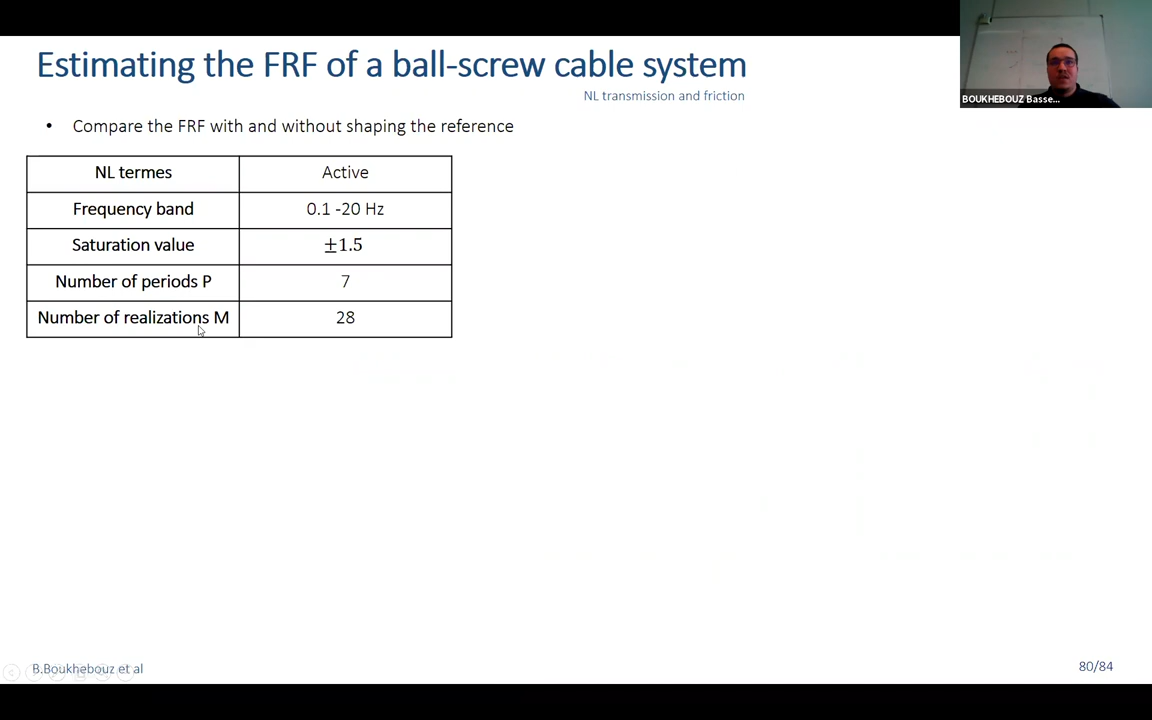 Estimating the FRF of a ball-screw cable system
NL transmission and friction
BOUKHEBOUZ Basse...
• Compare the FRF with and without shaping the reference
NL termes Active
Frequency band 0.1 -20 Hz
Saturation value ±1.5
Number of periods P 7
Number of realizations M 28
B.Boukhebouz et al
80/84